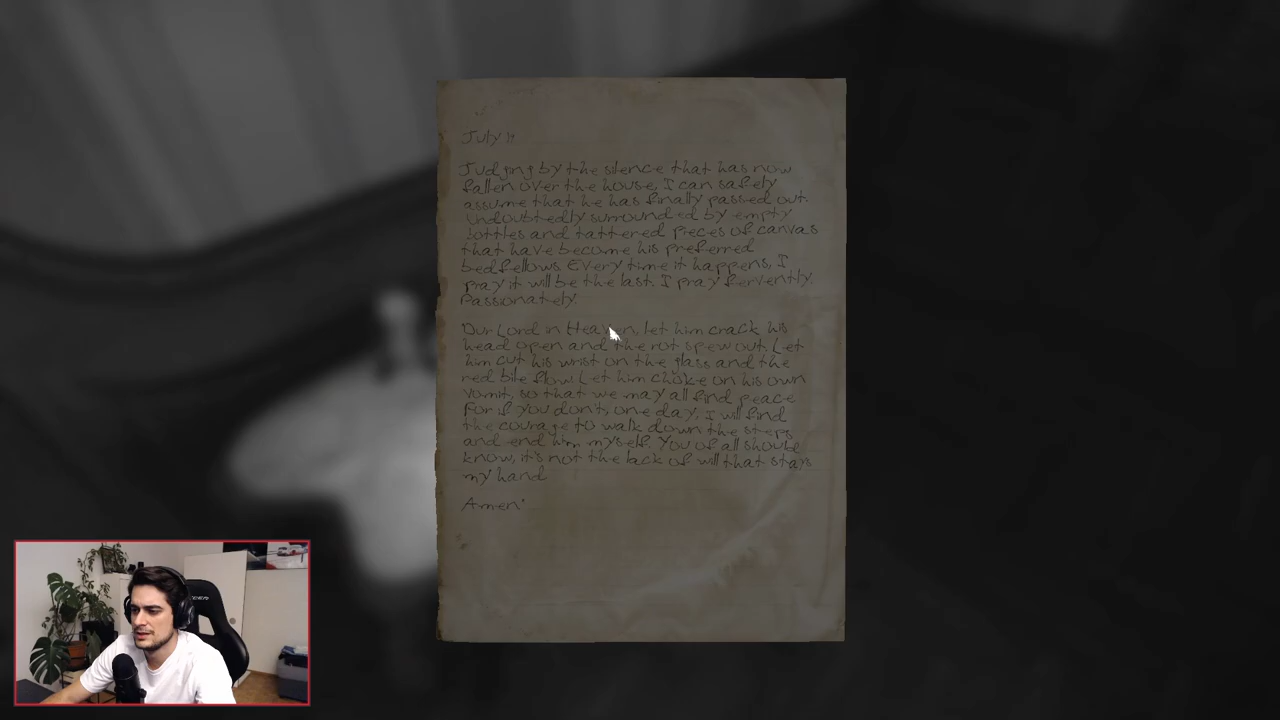 July 19
Judging by the silence that has now
fallen over the house, I can safely
assume that he has finally passed out.
Undoubtedly surrounded by empty
bottles and tattered pieces of canvas
that have become his preferred
bedfellows. Every time it happens, I
pray it will be the last. I pray fervently.
Passionately.
Our Lord in Heaven, let him crack his
head open and the rot spew out. Let
him cut his wrist on the glass and the
red bile flow. Let him choke on his own
vomit, so that we may all find peace
For if you don't, one day, I will find
the courage to walk down the steps
and end him myself. You of all should
know, it's not the lack of will that stays
my hand
Amen